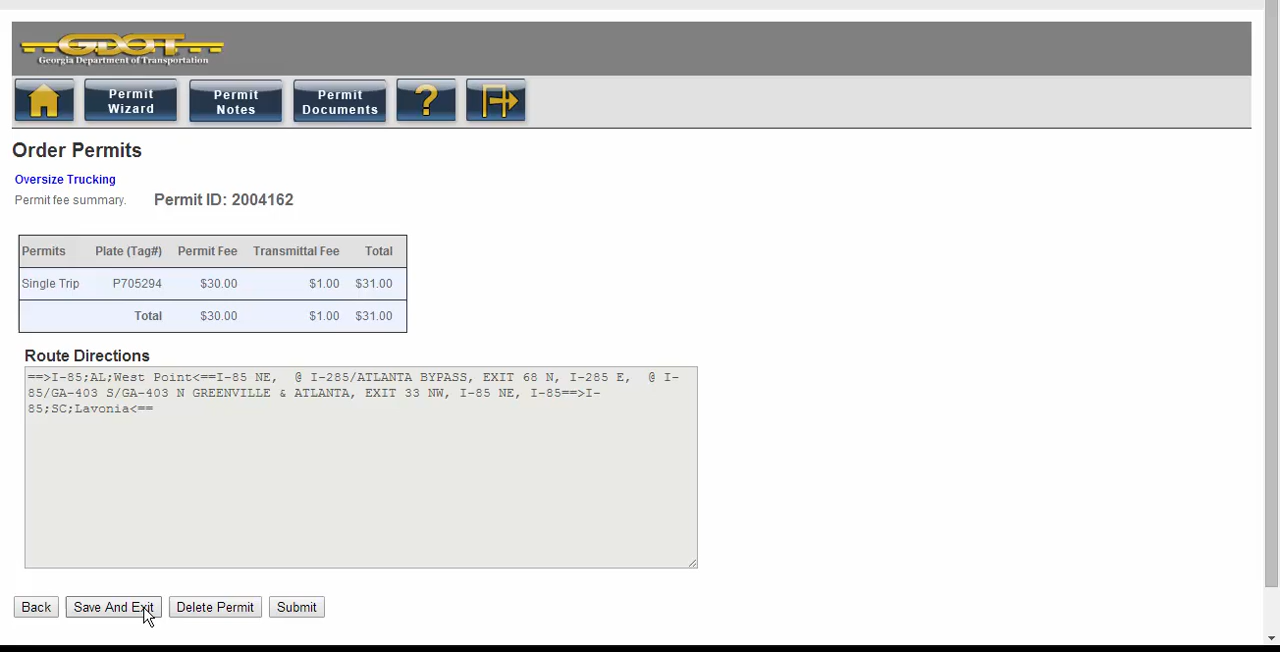 GDOT
Georgia Department of Transportation
Permit Wizard
Permit Notes
Permit Documents
?
Order Permits
Oversize Trucking
Permit fee summary. Permit ID: 2004162
Permits Plate (Tag#) Permit Fee Transmittal Fee Total
Single Trip P705294 $30.00 $1.00 $31.00
Total $30.00 $1.00 $31.00
Route Directions
==>I-85;AL;West Point<==I-85 NE,  @ I-285/ATLANTA BYPASS, EXIT 68 N, I-285 E,  @ I-
85/GA-403 S/GA-403 N GREENVILLE & ATLANTA, EXIT 33 NW, I-85 NE, I-85==>I-
85;SC;Lavonia<==
Back Save And Exit Delete Permit Submit